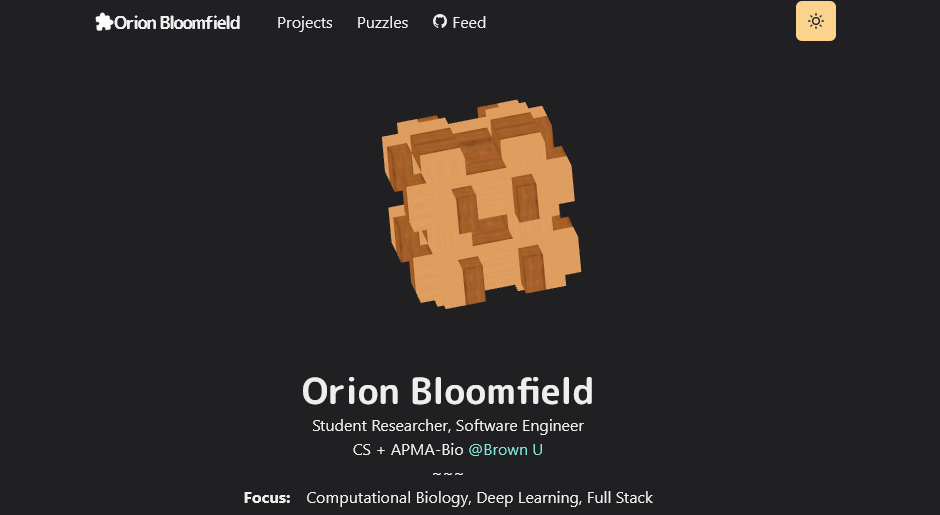 Orion Bloomfield Projects Puzzles Feed
Orion Bloomfield
Student Researcher, Software Engineer
CS + APMA-Bio @Brown U
~~~
Focus: Computational Biology, Deep Learning, Full Stack